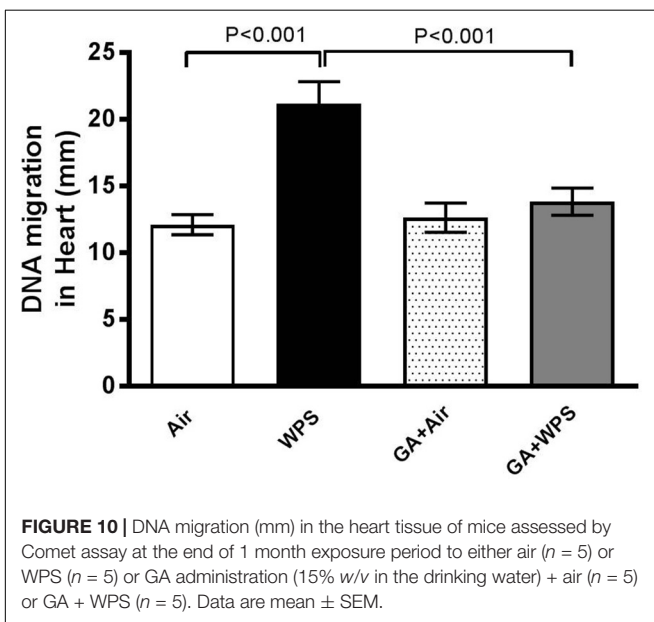 P<0.001 P<0.001
25
20
15
10
5
0
DNA migration
in Heart (mm)
Air WPS GA+Air GA+WPS
FIGURE 10 | DNA migration (mm) in the heart tissue of mice assessed by
Comet assay at the end of 1 month exposure period to either air (n = 5) or
WPS (n = 5) or GA administration (15% w/v in the drinking water) + air (n = 5)
or GA + WPS (n = 5). Data are mean ± SEM.